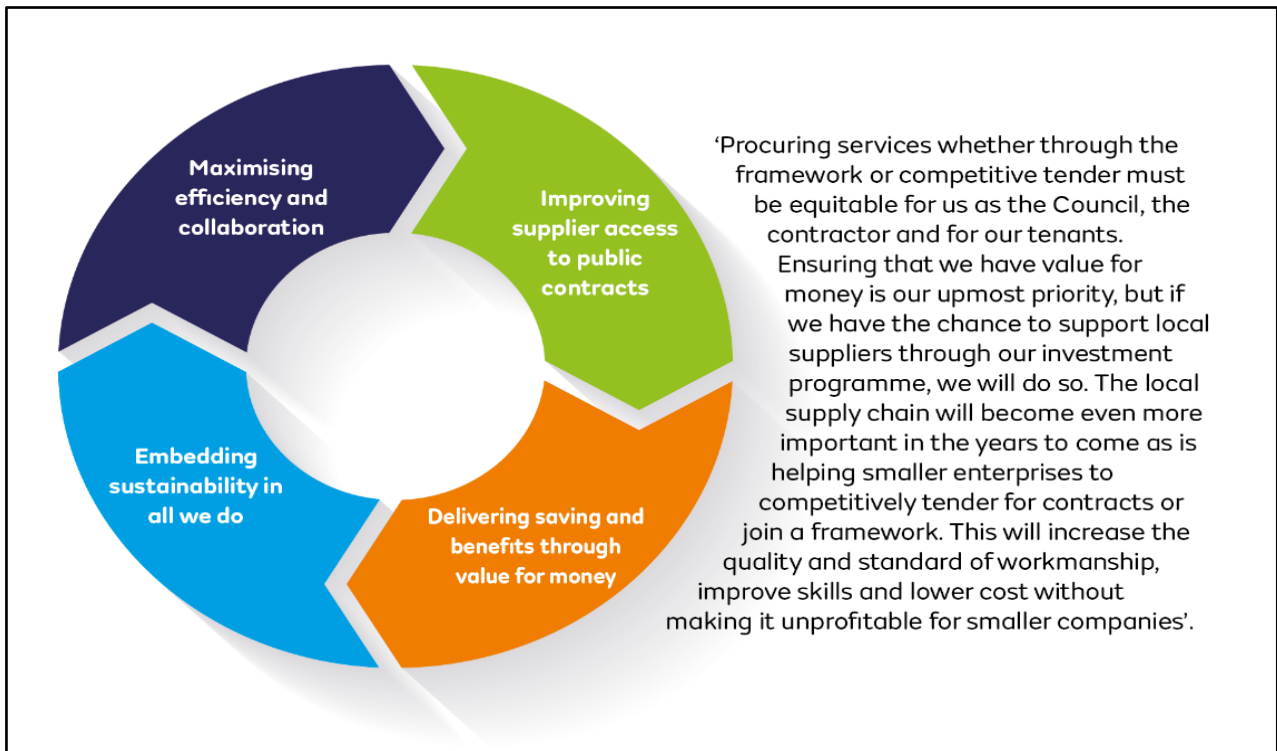 Maximising
efficiency and
collaboration
Improving
supplier access
to public
contracts
Embedding
sustainability in
all we do
Delivering saving and
benefits through
value for money
‘Procuring services whether through the
framework or competitive tender must
be equitable for us as the Council, the
contractor and for our tenants.
Ensuring that we have value for
money is our upmost priority, but if
we have the chance to support local
suppliers through our investment
programme, we will do so. The local
supply chain will become even more
important in the years to come as is
helping smaller enterprises to
competitively tender for contracts or
join a framework. This will increase the
quality and standard of workmanship,
improve skills and lower cost without
making it unprofitable for smaller companies’.